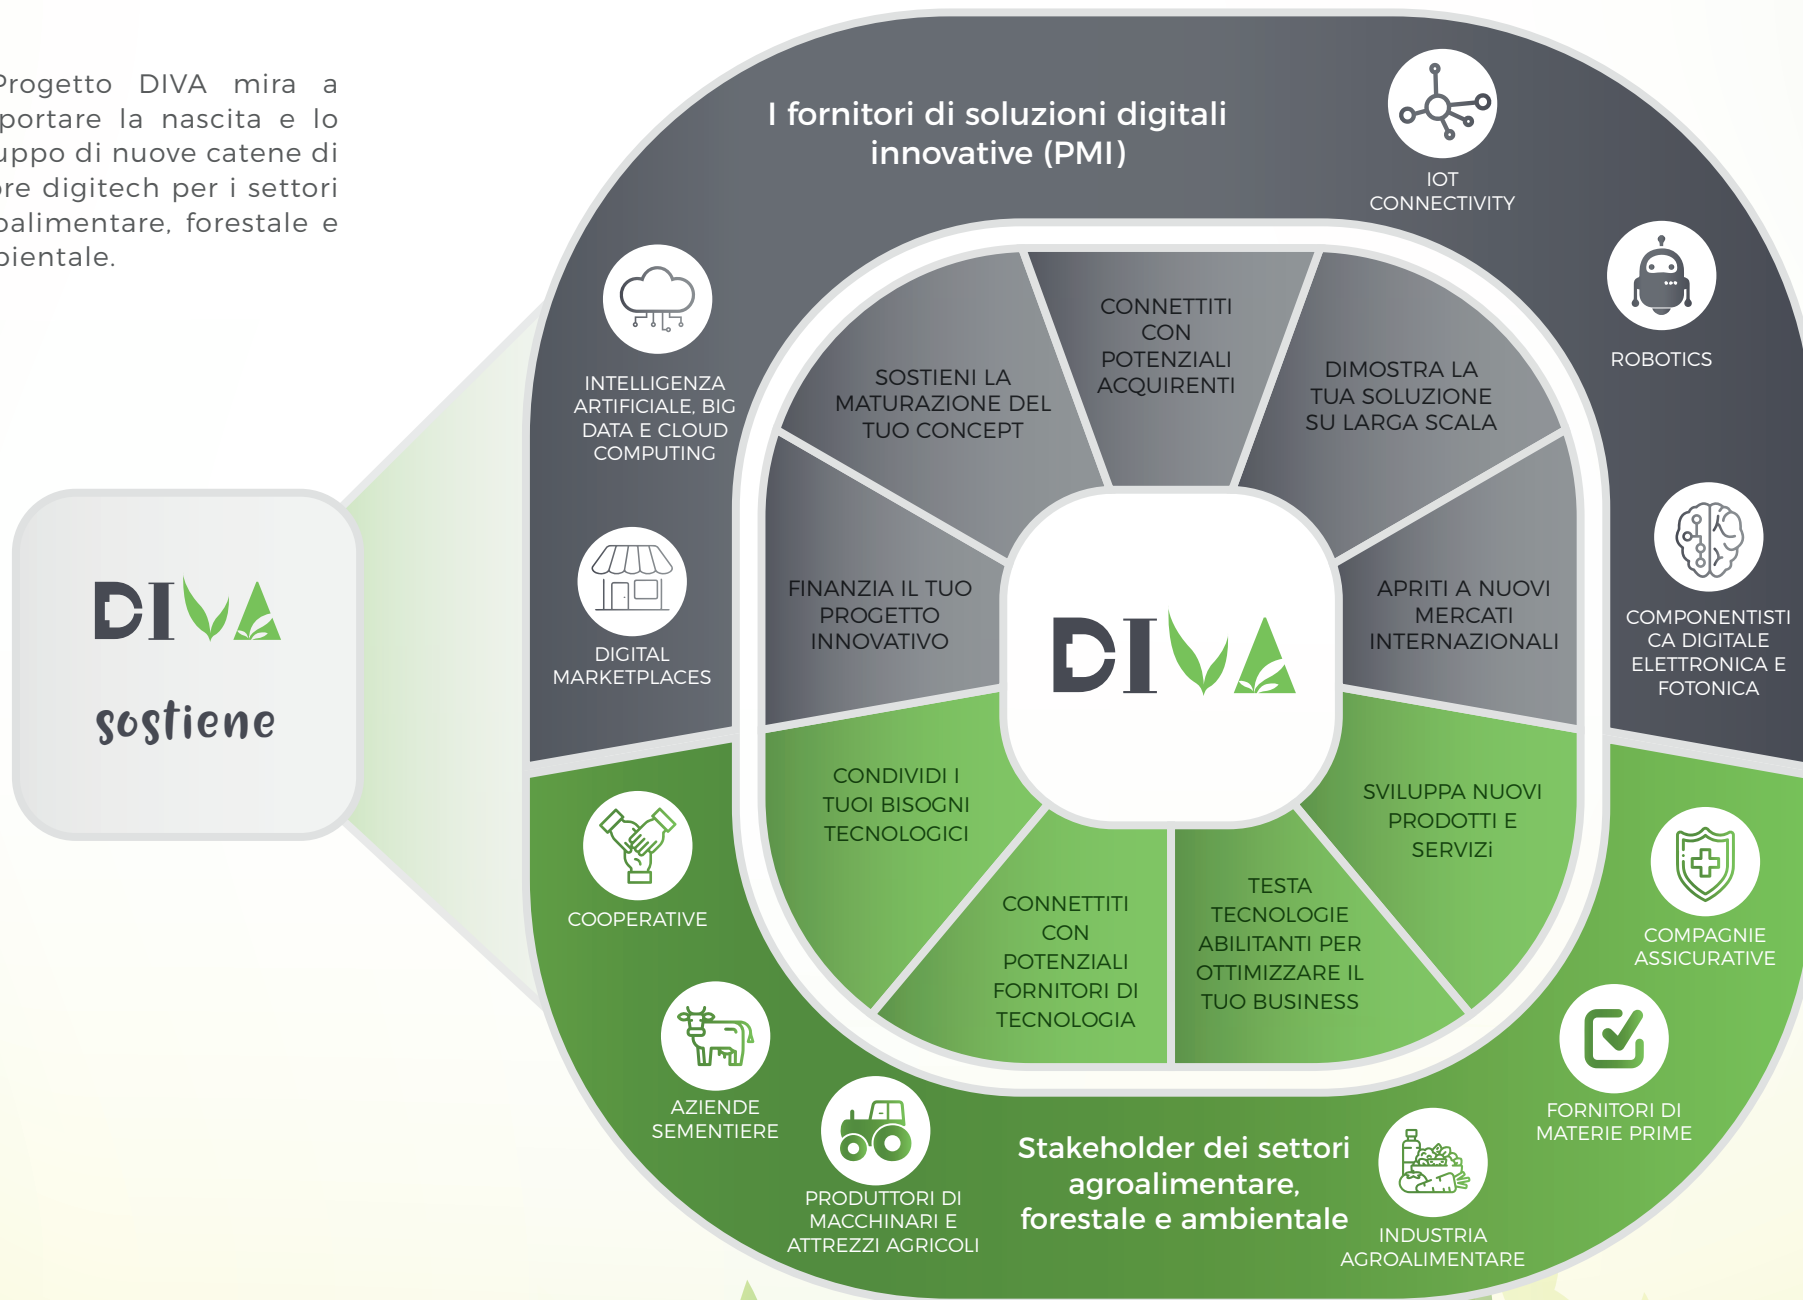 Progetto DIVA mira a
portare la nascita e lo
uppo di nuove catene di
ore digitech per i settori
oalimentare, forestale e
bientale.
DIVA
sostiene
I fornitori di soluzioni digitali
innovative (PMI)
IOT
CONNECTIVITY
ROBOTICS
INTELLIGENZA
ARTIFICIALE, BIG
DATA E CLOUD
COMPUTING
DIGITAL
MARKETPLACES
COMPONENTISTI
CA DIGITALE
ELETTRONICA E
FOTONICA
CONNETTITI
CON
POTENZIALI
ACQUIRENTI
SOSTIENI LA
MATURAZIONE DEL
TUO CONCEPT
DIMOSTRA LA
TUA SOLUZIONE
SU LARGA SCALA
FINANZIA IL TUO
PROGETTO
INNOVATIVO
APRITI A NUOVI
MERCATI
INTERNAZIONALI
DIVA
CONDIVIDI I
TUOI BISOGNI
TECNOLOGICI
SVILUPPA NUOVI
PRODOTTI E
SERVIZi
CONNETTITI
CON
POTENZIALI
FORNITORI DI
TECNOLOGIA
TESTA
TECNOLOGIE
ABILITANTI PER
OTTIMIZZARE IL
TUO BUSINESS
COOPERATIVE
AZIENDE
SEMENTIERE
PRODUTTORI DI
MACCHINARI E
ATTREZZI AGRICOLI
Stakeholder dei settori
agroalimentare,
forestale e ambientale
INDUSTRIA
AGROALIMENTARE
FORNITORI DI
MATERIE PRIME
COMPAGNIE
ASSICURATIVE